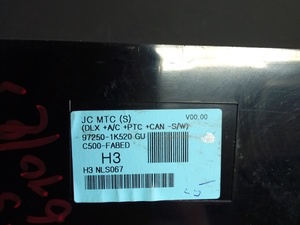 JC MTC (S)
V00.00
(DLX +A/C +PTC +CAN -S/W)
97250-1K520-GU
C500-FABED
H3
H3 NLS067